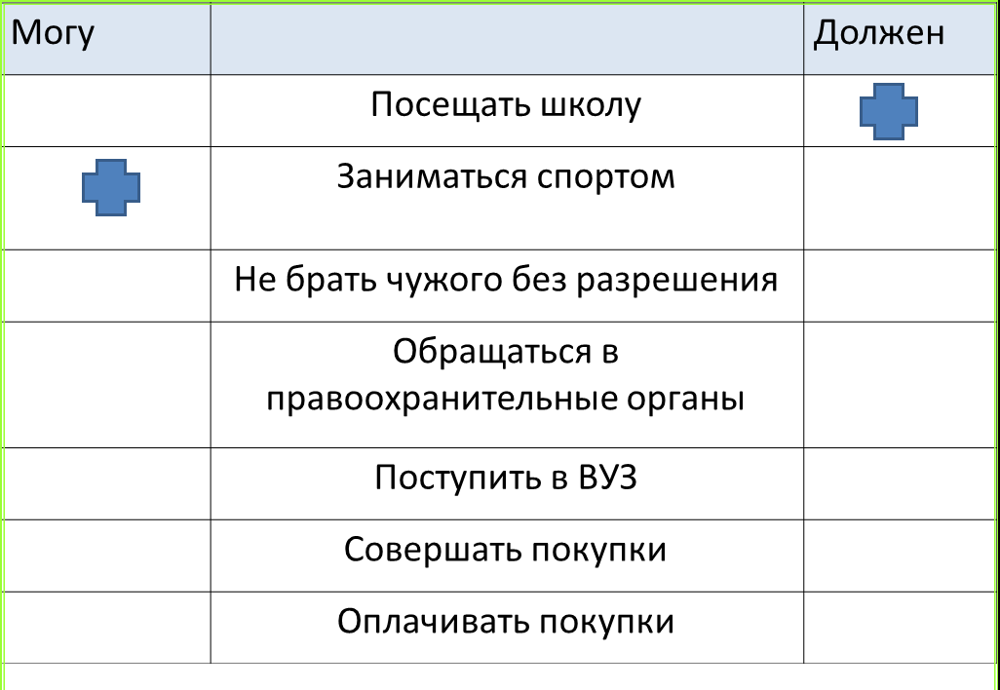 Могу Должен
Посещать школу
Заниматься спортом
Не брать чужого без разрешения
Обращаться в
правоохранительные органы
Поступить в ВУЗ
Совершать покупки
Оплачивать покупки